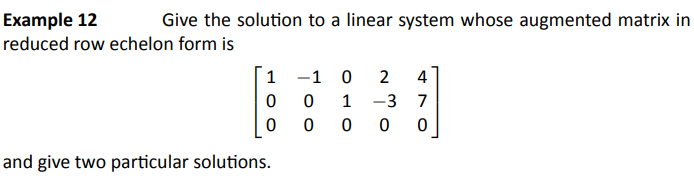 Example 12 Give the solution to a linear system whose augmented matrix in
reduced row echelon form is
1 −1 0 2 4
0 0 1 −3 7
0 0 0 0 0
and give two particular solutions.